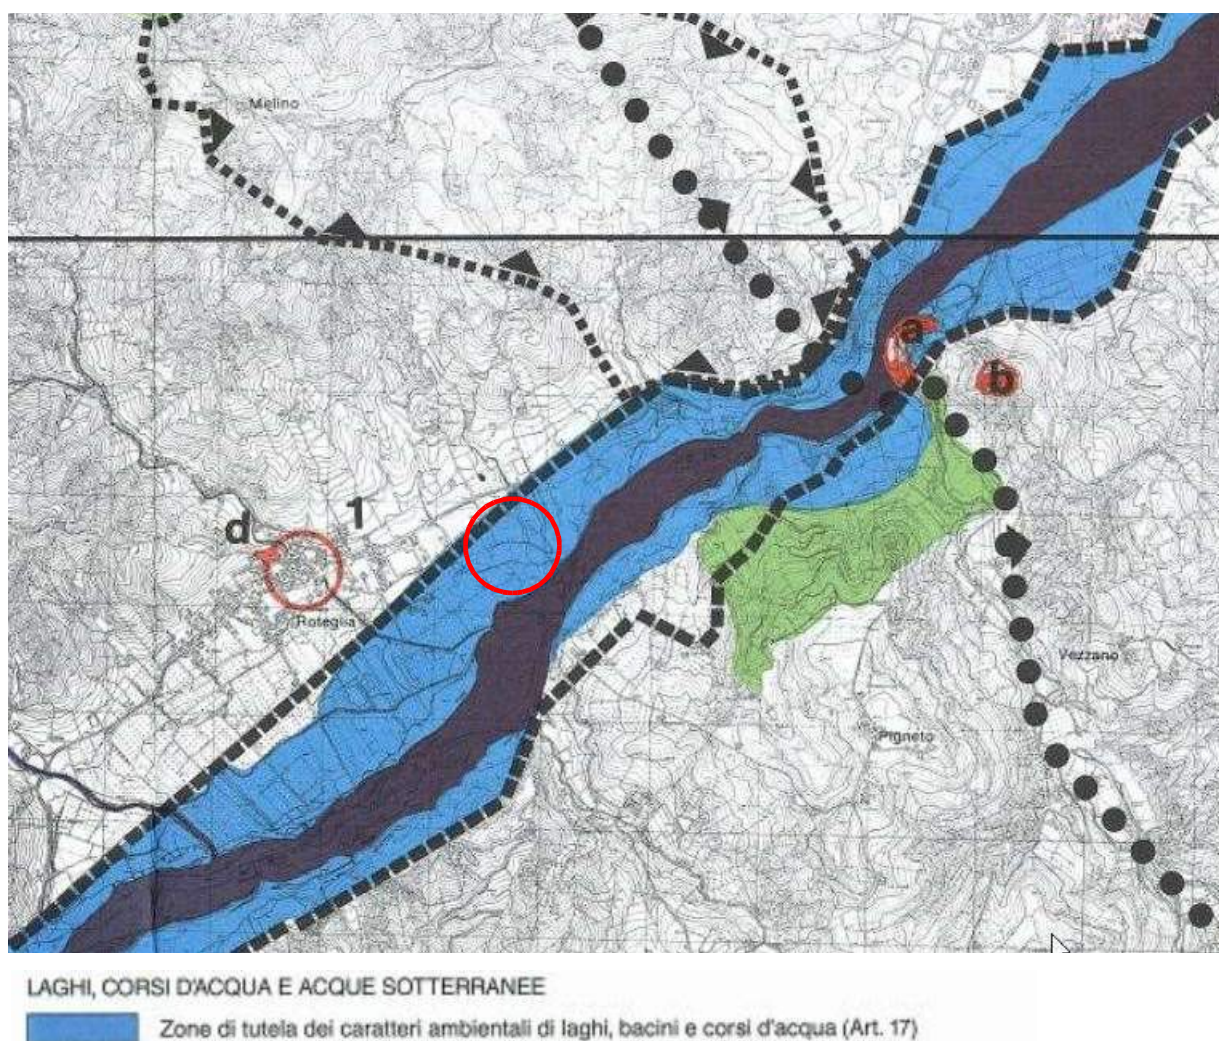 Melino
a
b
d
1
Roteglia
Vezzano
Pigneto
LAGHI, CORSI D'ACQUA E ACQUE SOTTERRANEE
Zone di tutela dei caratteri ambientali di laghi, bacini e corsi d'acqua (Art. 17)